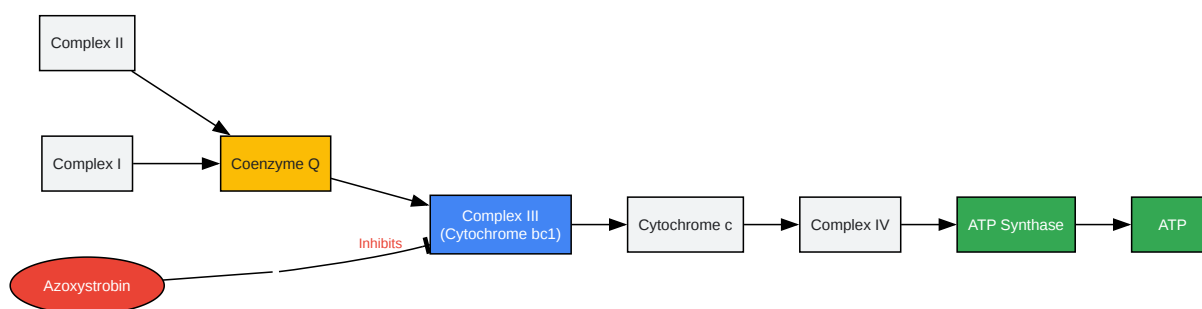 Complex II
Complex I
Coenzyme Q
Complex III
(Cytochrome bc1)
Cytochrome c
Complex IV
ATP Synthase
ATP
Inhibits
Azoxystrobin